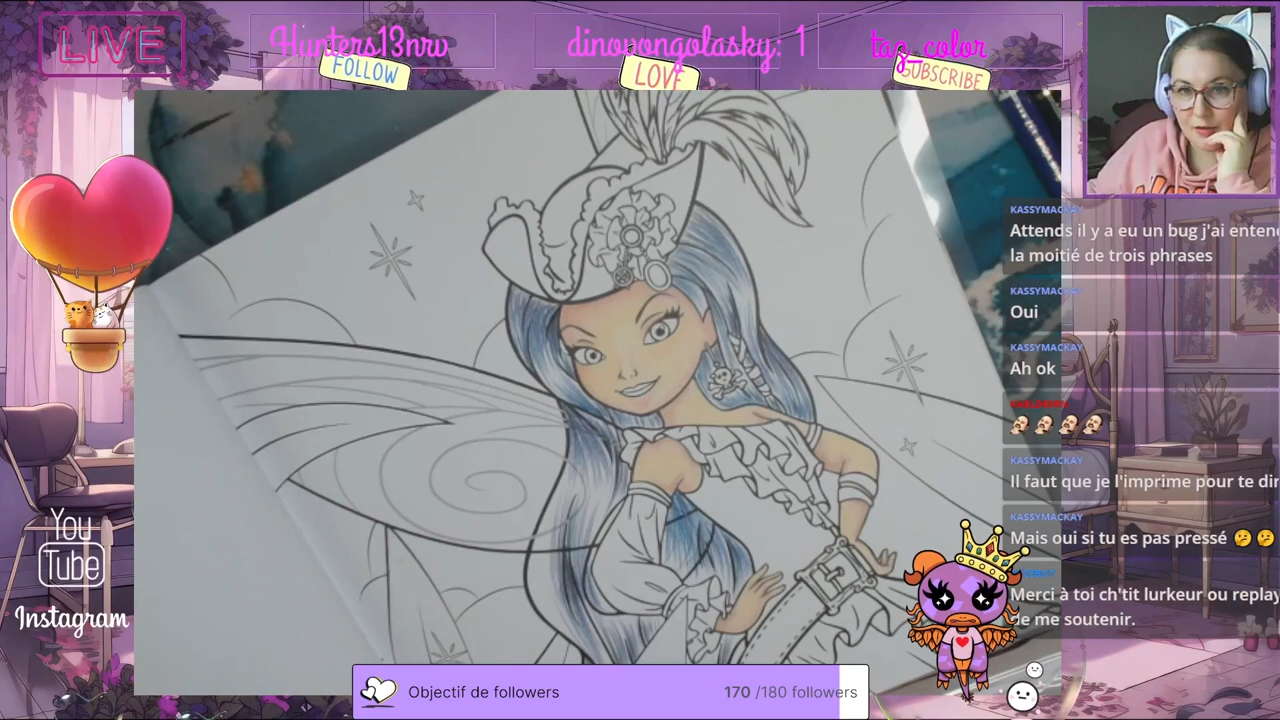 LIVE
Hunters13nrv
FOLLOW
dinovongolasky: 1
LOVE
tag_color
SUBSCRIBE
KASSYMACKAY
Attends il y a eu un bug j'ai entend
la moitié de trois phrases
KASSYMACKAY
Oui
KASSYMACKAY
Ah ok
KASSYMACKAY
Il faut que je l'imprime pour te dir
KASSYMACKAY
Mais oui si tu es pas pressé
Merci à toi ch'tit lurkeur ou replay
de me soutenir.
You
Tube
Instagram
Objectif de followers
170 /180 followers